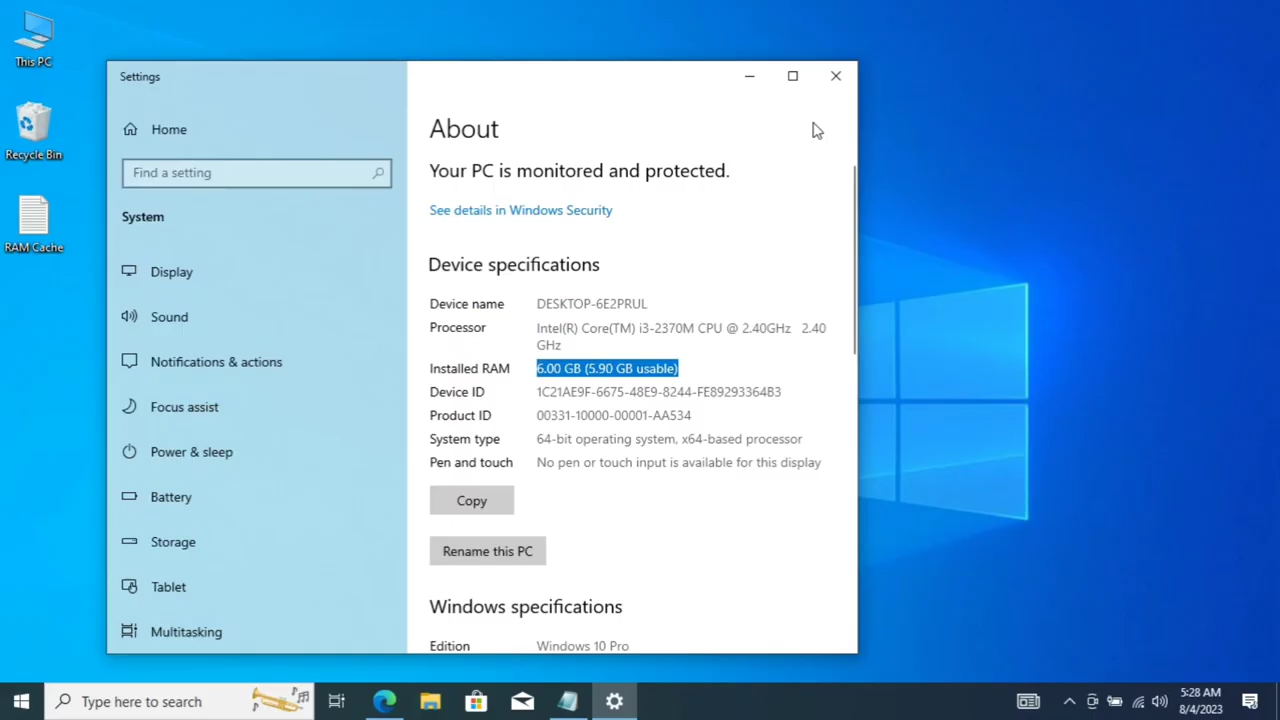 This PC
Recycle Bin
RAM Cache
Settings
Home
Find a setting
System
Display
Sound
Notifications & actions
Focus assist
Power & sleep
Battery
Storage
Tablet
Multitasking
About
Your PC is monitored and protected.
See details in Windows Security
Device specifications
Device name DESKTOP-6E2PRUL
Processor Intel(R) Core(TM) i3-2370M CPU @ 2.40GHz 2.40
GHz
Installed RAM 6.00 GB (5.90 GB usable)
Device ID 1C21AE9F-6675-48E9-8244-FE89293364B3
Product ID 00331-10000-00001-AA534
System type 64-bit operating system, x64-based processor
Pen and touch No pen or touch input is available for this display
Copy
Rename this PC
Windows specifications
Edition Windows 10 Pro
Type here to search
5:28 AM
8/4/2023